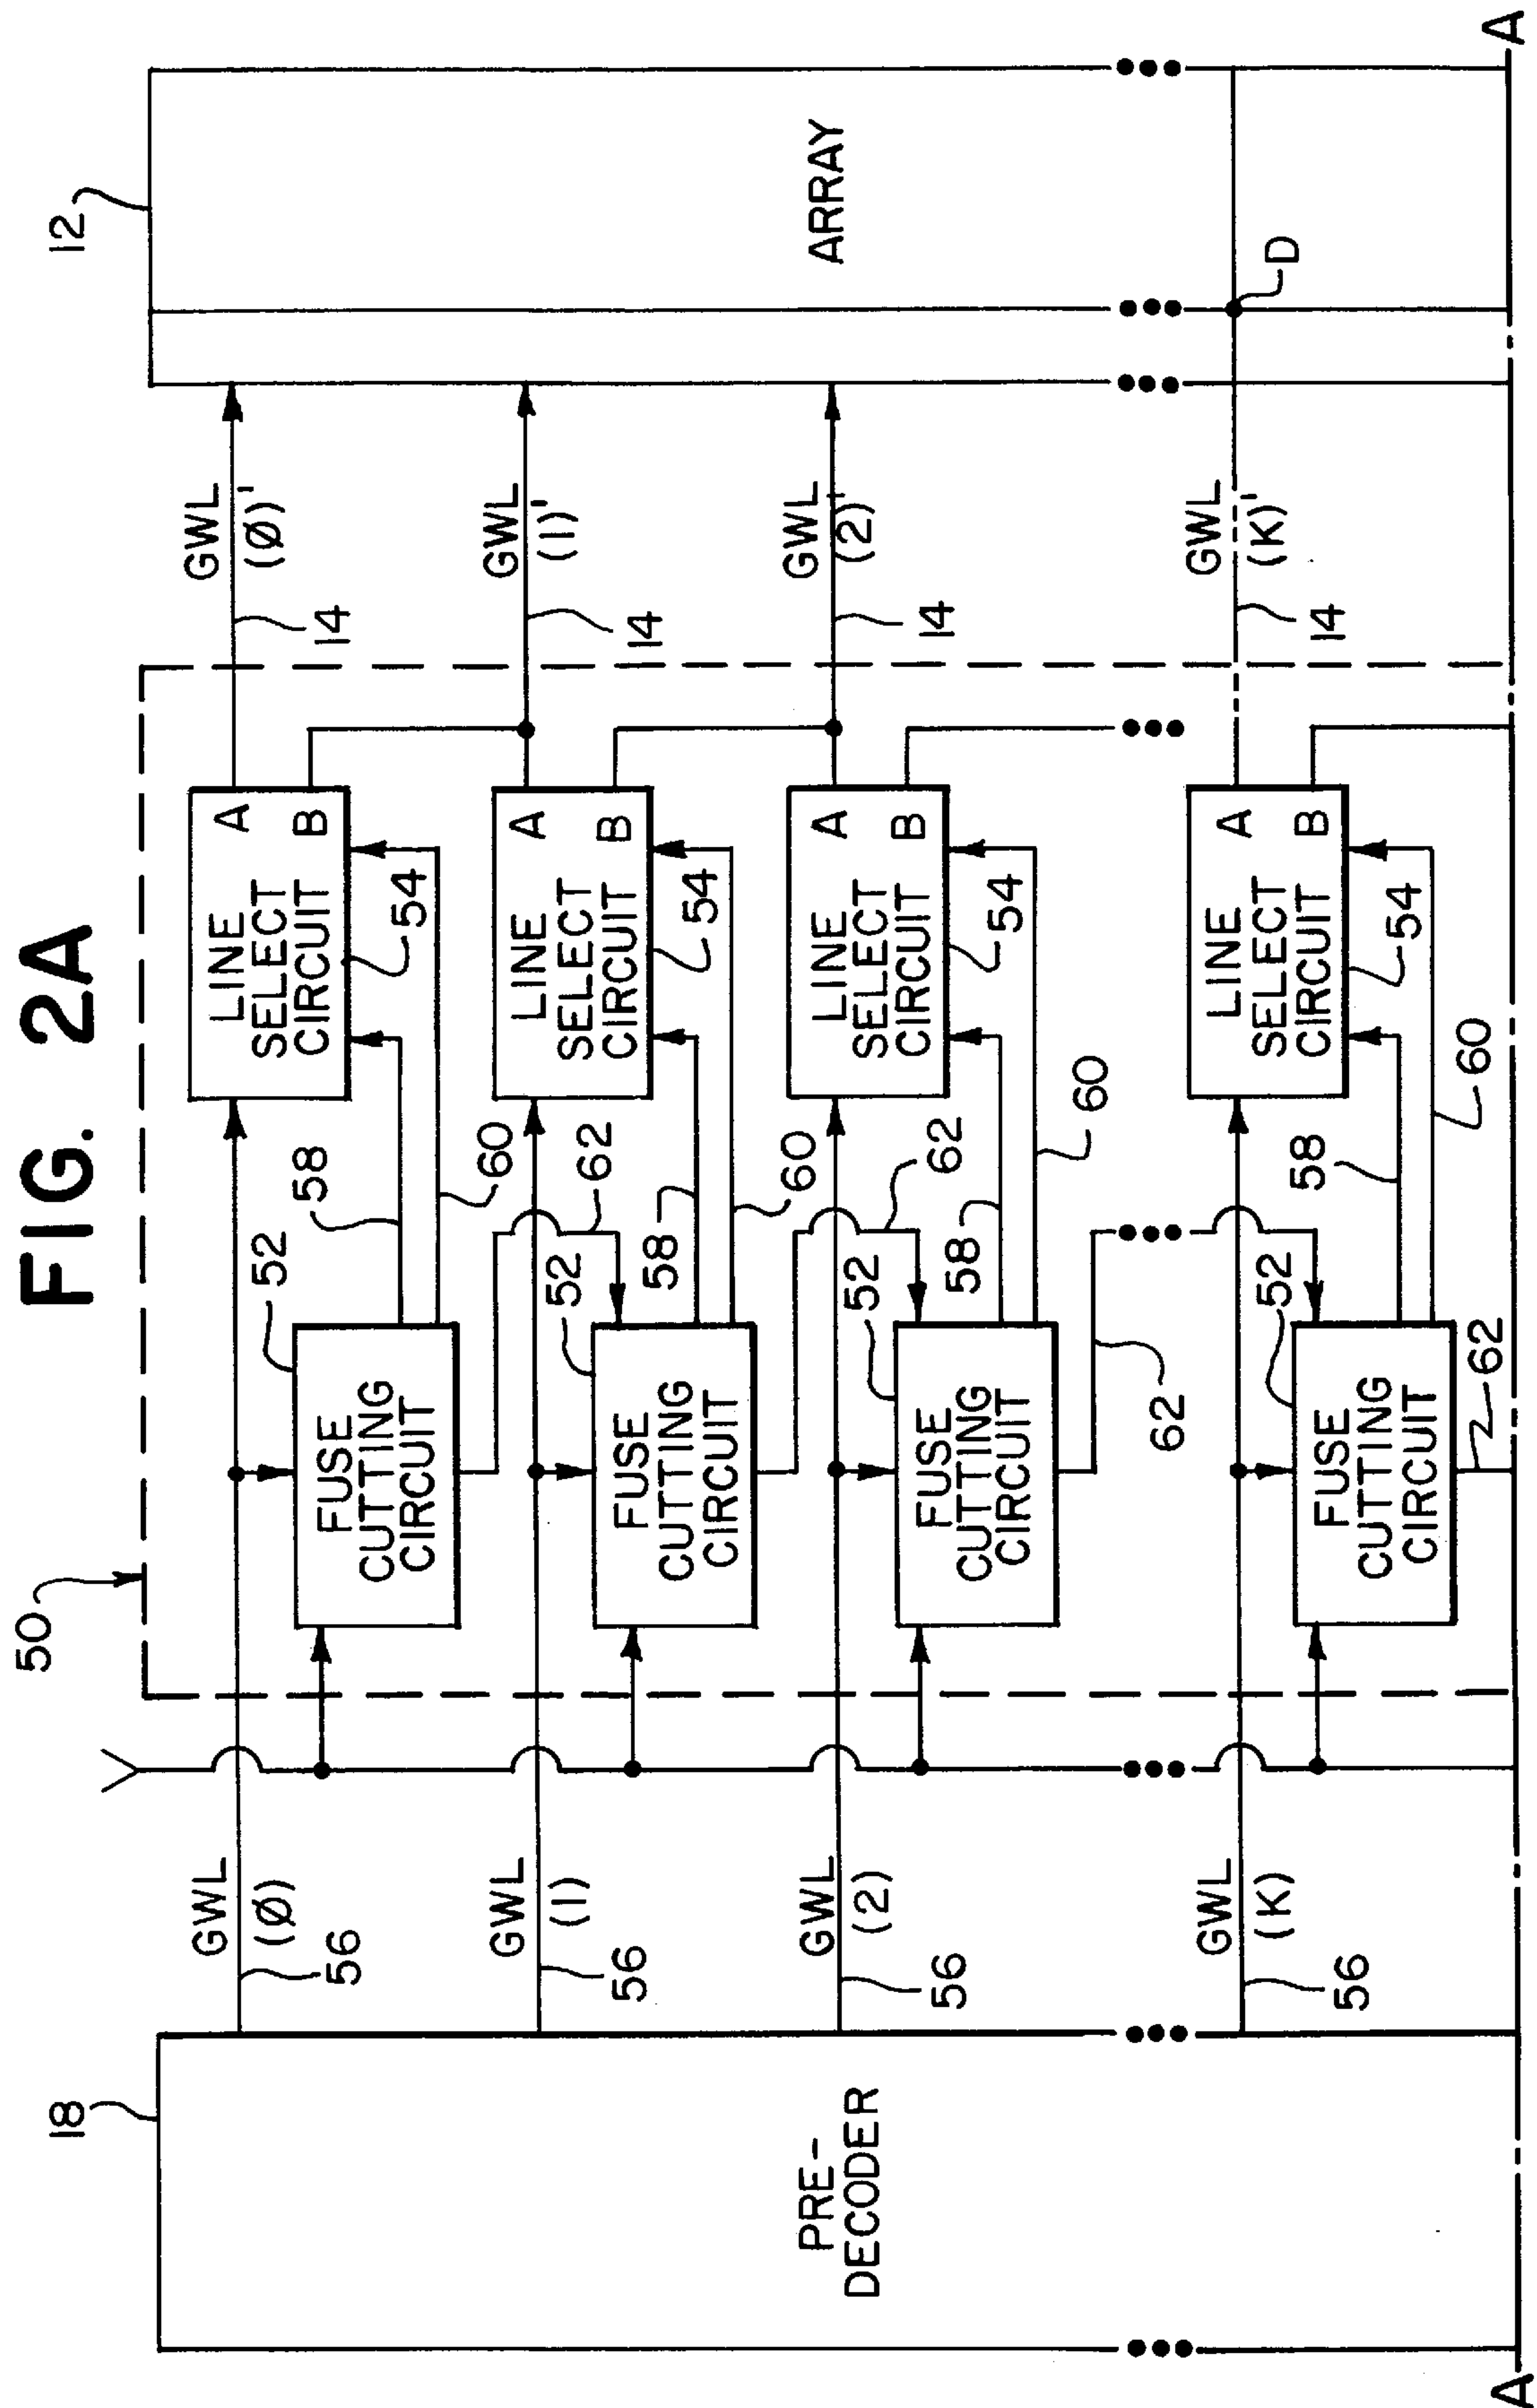 FIG. 2A
50
18
12
PRE-
DECODER
ARRAY
GWL
(Ø)
56
52
FUSE
CUTTING
CIRCUIT
58
60
62
LINE
SELECT
CIRCUIT
A
B
54
GWL
(Ø)'
14
GWL
(1)
56
52
FUSE
CUTTING
CIRCUIT
58
60
62
LINE
SELECT
CIRCUIT
A
B
54
GWL
(1)'
14
GWL
(2)
56
52
FUSE
CUTTING
CIRCUIT
58
60
62
LINE
SELECT
CIRCUIT
A
B
54
GWL
(2)'
14
GWL
(K)
56
52
FUSE
CUTTING
CIRCUIT
58
60
62
LINE
SELECT
CIRCUIT
A
B
54
GWL
(K)'
14
D
A
A